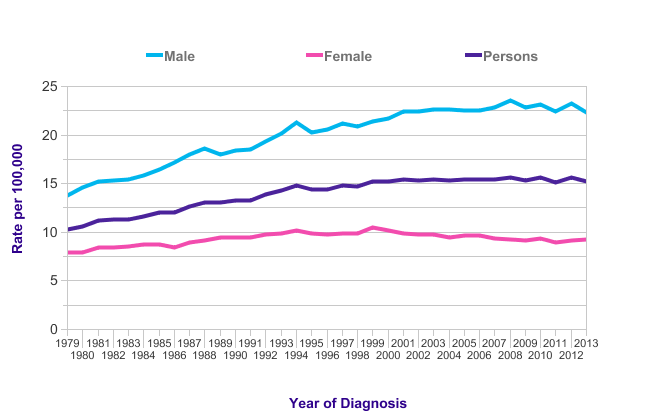 Male Female Persons
25
20
15
10
5
0
Rate per 100,000
1979 1981 1983 1985 1987 1989 1991 1993 1995 1997 1999 2001 2003 2005 2007 2009 2011 2013
1980 1982 1984 1986 1988 1990 1992 1994 1996 1998 2000 2002 2004 2006 2008 2010 2012
Year of Diagnosis